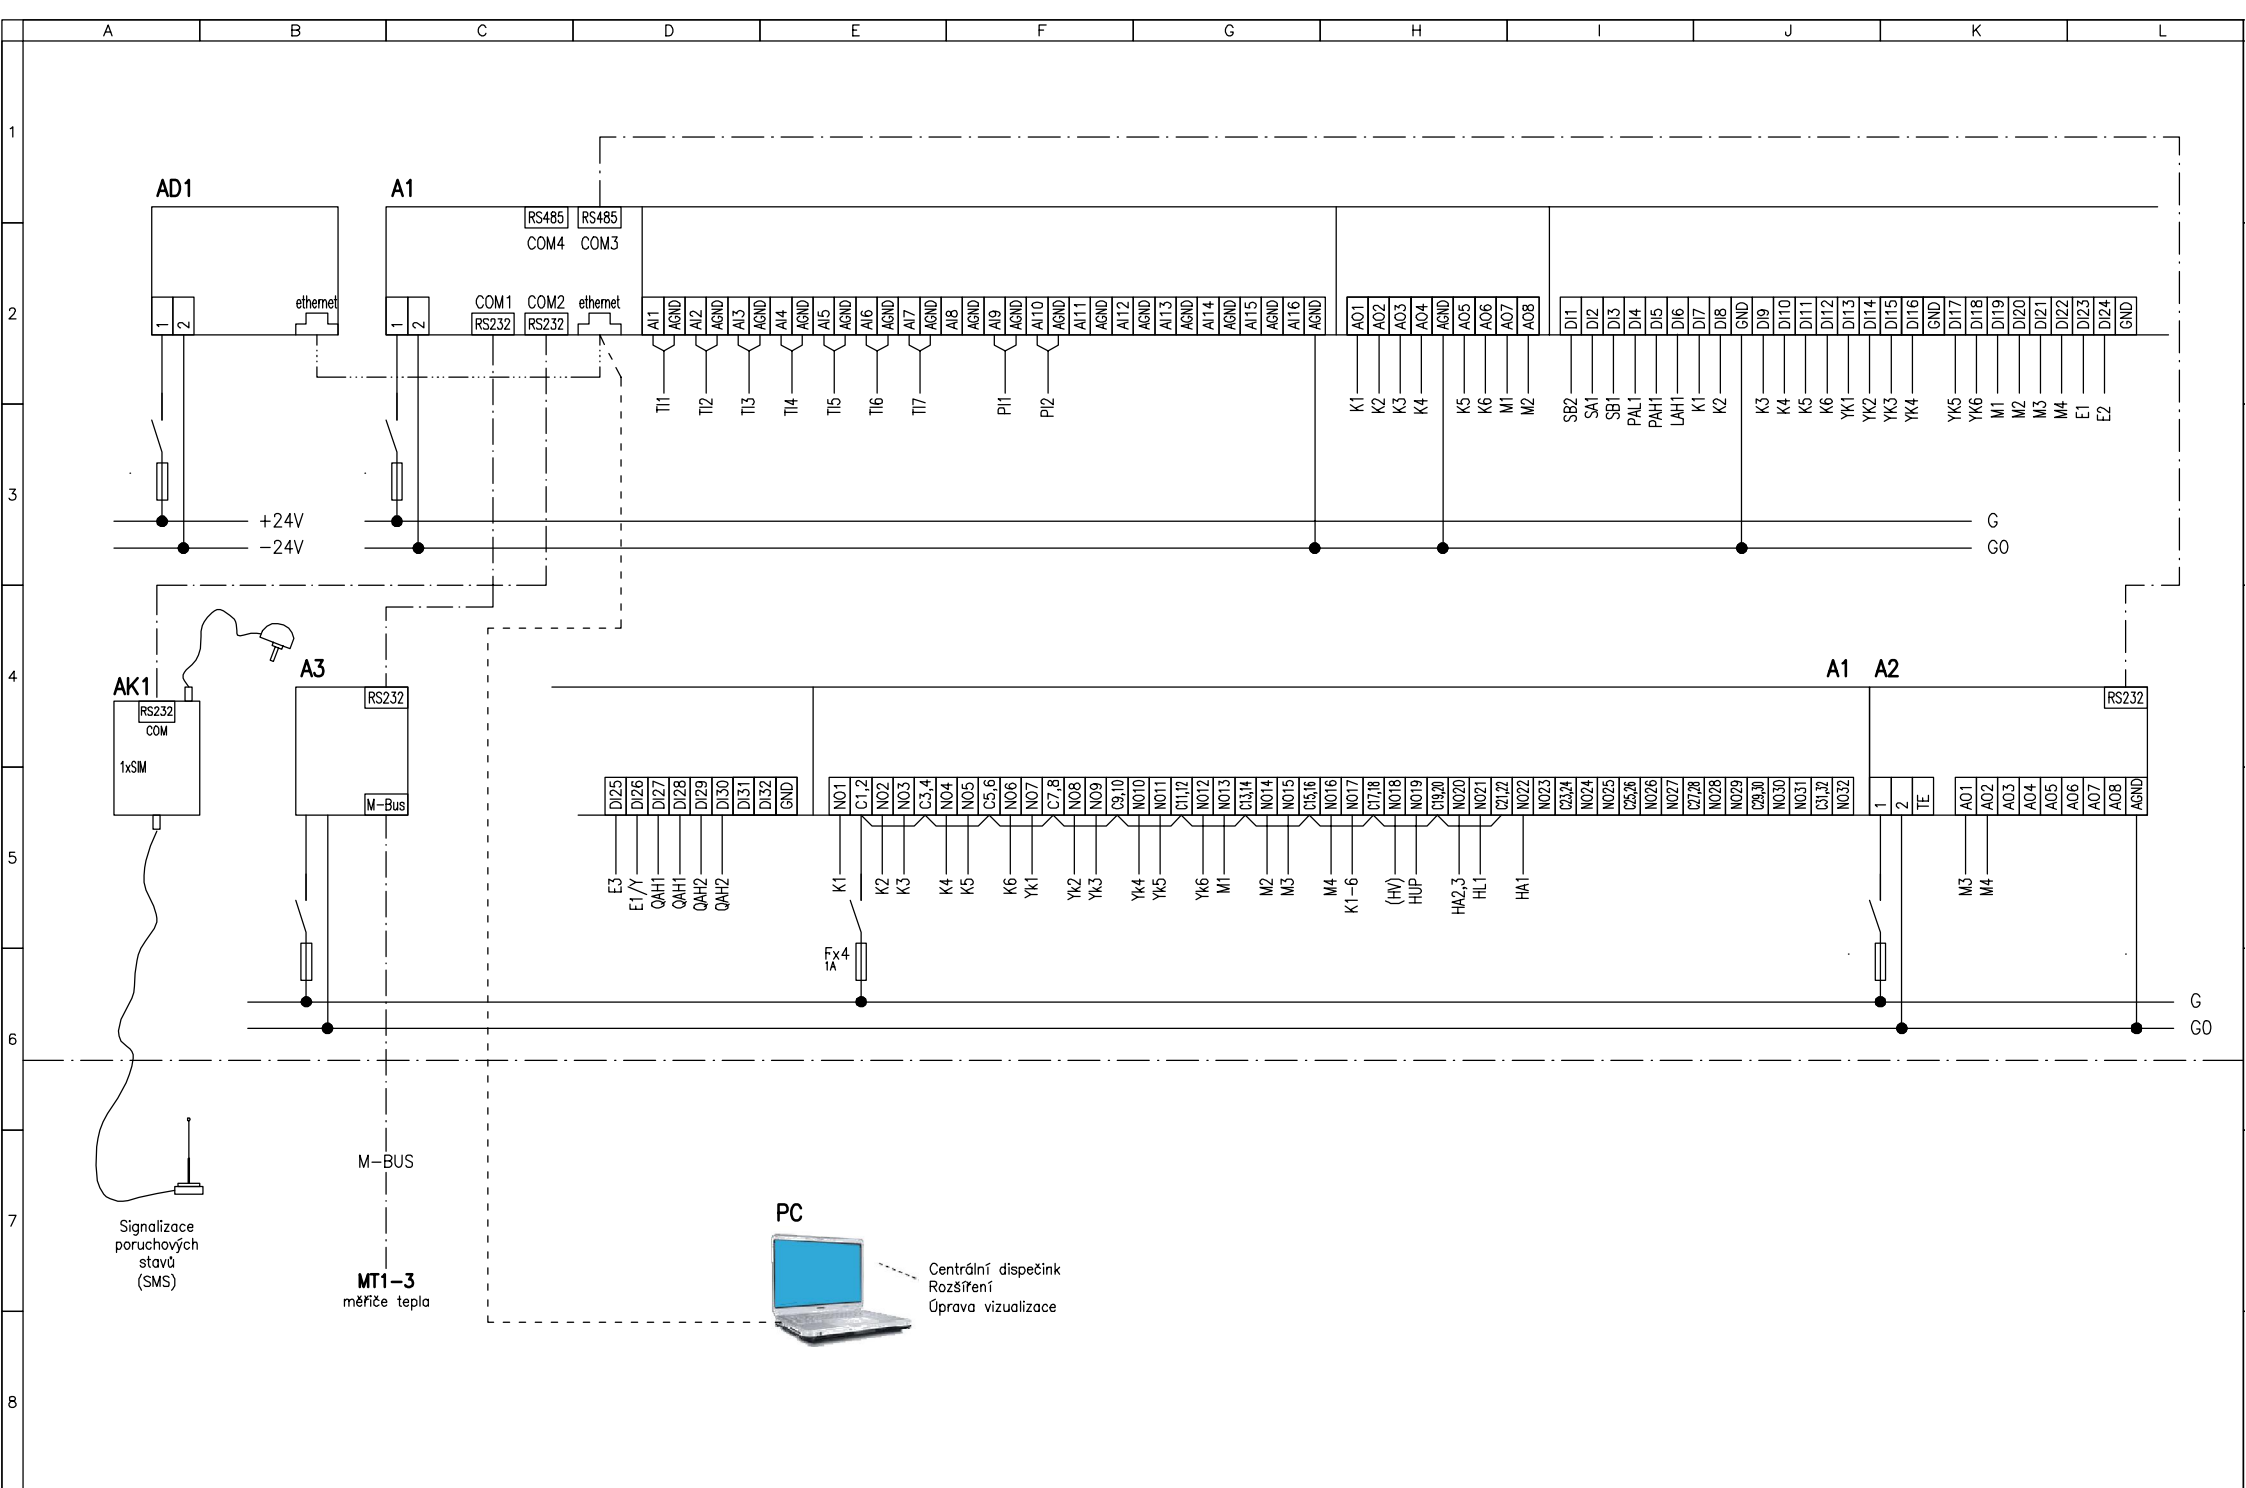 A B C D E F G H I J K L
1
AD1 A1
RS485 RS485
COM4 COM3
2
ethernet COM1 COM2 ethernet
1 2 1 2 RS232 RS232
AI1 AGND AI2 AGND AI3 AGND AI4 AGND AI5 AGND AI6 AGND AI7 AGND AI8 AGND AI9 AGND AI10 AGND AI11 AGND AI12 AGND AI13 AGND AI14 AGND AI15 AGND AI16 AGND
AO1 AO2 AO3 AO4 AGND AO5 AO6 AO7 AO8
DI1 DI2 DI3 DI4 DI5 DI6 DI7 DI8 GND DI9 DI10 DI11 DI12 DI13 DI14 DI15 DI16 GND DI17 DI18 DI19 DI20 DI21 DI22 DI23 DI24 GND
TI1 TI2 TI3 TI4 TI5 TI6 TI7 PI1 PI2
K1 K2 K3 K4 K5 K6 M1 M2
SB2 SA1 SB1 PAL1 PAH1 LAH1 K1 K2 K3 K4 K5 K6 YK1 YK2 YK3 YK4 YK5 YK6 M1 M2 M3 M4 E1 E2
3
+24V G
-24V G0
4
AK1 A3 A1 A2
RS232 RS232 RS232
COM
1xSIM
M-Bus
DI25 DI26 DI27 DI28 DI29 DI30 DI31 DI32 GND
NO1 C1,2 NO2 NO3 C3,4 NO4 NO5 C5,6 NO6 NO7 C7,8 NO8 NO9 C9,10 NO10 NO11 C11,12 NO12 NO13 C13,14 NO14 NO15 C15,16 NO16 NO17 C17,18 NO18 NO19 C19,20 NO20 NO21 C21,22 NO22 NO23 C23,24 NO24 NO25 C25,26 NO26 NO27 C27,28 NO28 NO29 C29,30 NO30 NO31 C31,32 NO32
1 2 TE AO1 AO2 AO3 AO4 AO5 AO6 AO7 AO8 AGND
5
E3 E1/Y QAH1 QAH1 QAH2 QAH2
K1 K2 K3 K4 K5 K6 Yk1 Yk2 Yk3 Yk4 Yk5 Yk6 M1 M2 M3 M4 K1-6 (HV) HUP HA2,3 HL1 HA1
M3 M4
Fx4
1A
G
G0
6
M-BUS
7
PC
Signalizace
poruchových
stavů
(SMS)
MT1-3
měřiče tepla
Centrální dispečink
Rozšíření
Úprava vizualizace
8